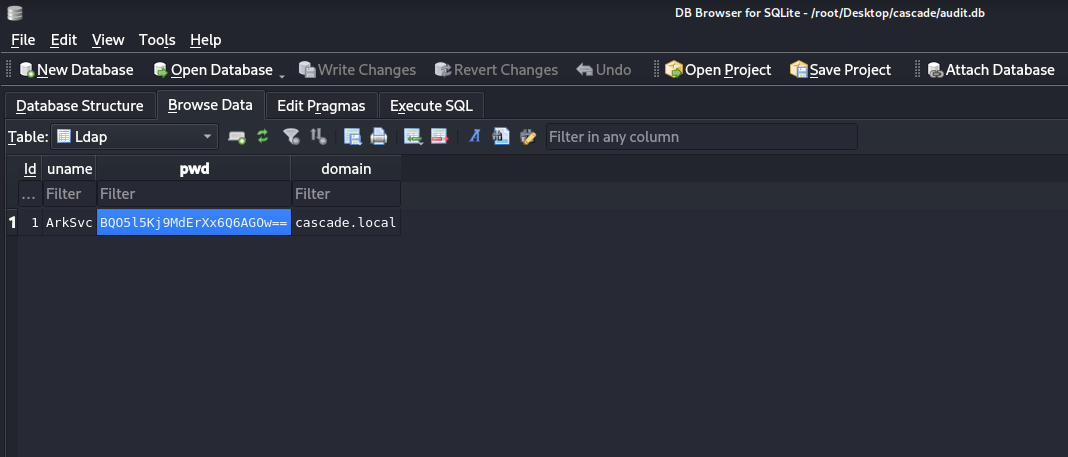 DB Browser for SQLite - /root/Desktop/cascade/audit.db
File Edit View Tools Help
New Database Open Database Write Changes Revert Changes Undo Open Project Save Project Attach Database
Database Structure Browse Data Edit Pragmas Execute SQL
Table: Ldap Filter in any column
Id uname pwd domain
... Filter Filter Filter
1 1 ArkSvc BQO5l5Kj9MdErXx6Q6AGOw== cascade.local